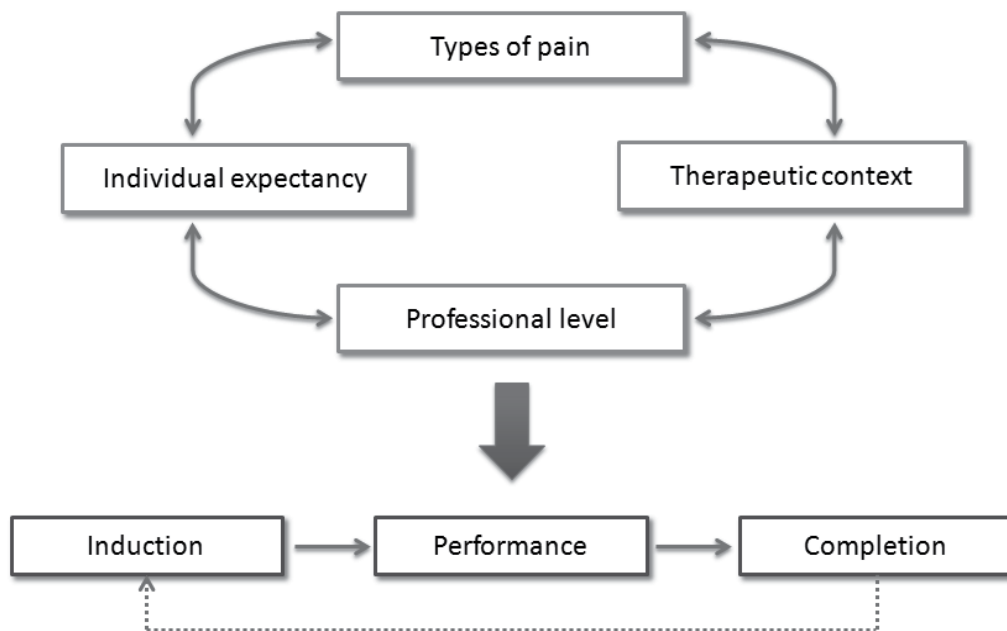 Types of pain
Individual expectancy
Therapeutic context
Professional level
Induction
Performance
Completion